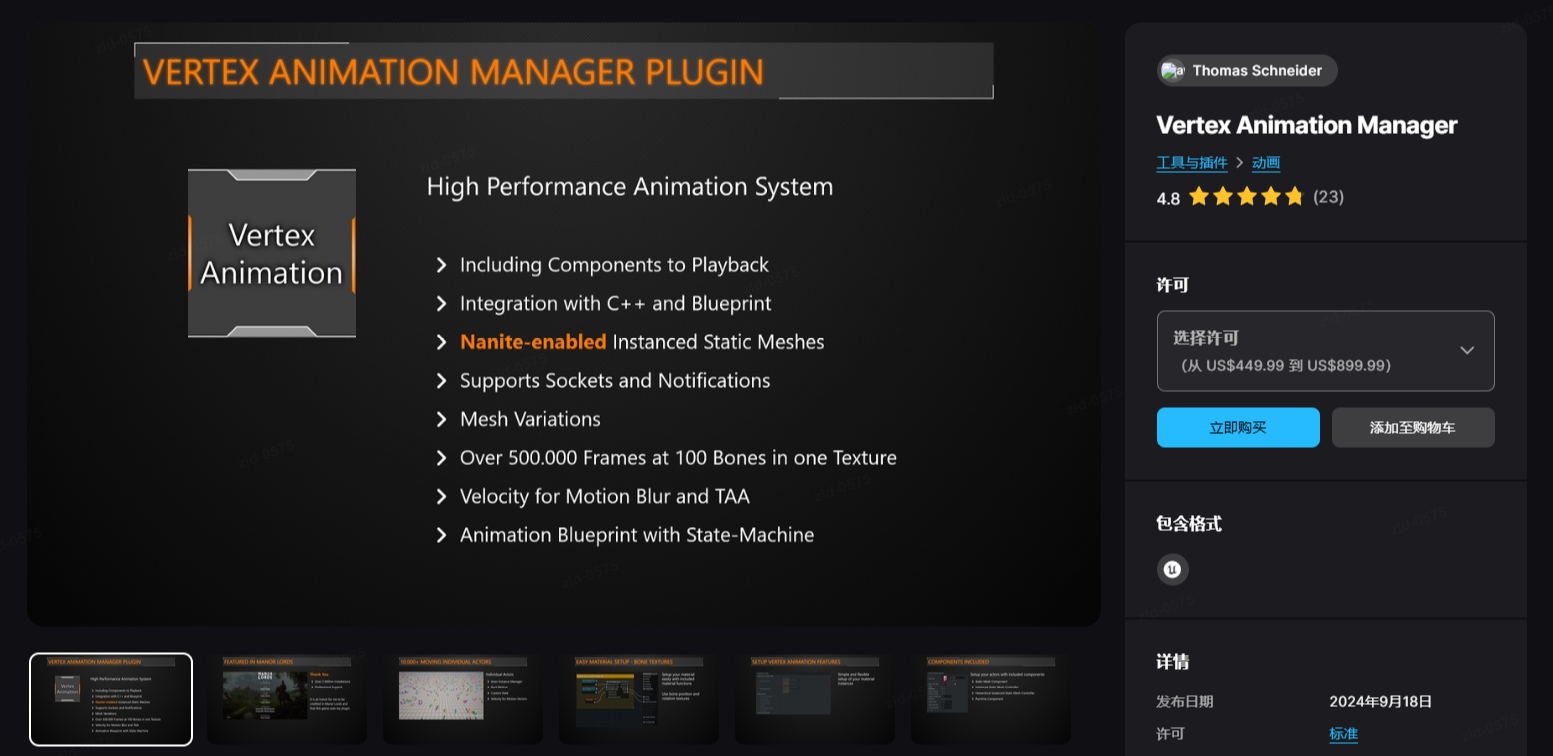 VERTEX ANIMATION MANAGER PLUGIN
Vertex
Animation
High Performance Animation System
Including Components to Playback
Integration with C++ and Blueprint
Nanite-enabled Instanced Static Meshes
Supports Sockets and Notifications
Mesh Variations
Over 500.000 Frames at 100 Bones in one Texture
Velocity for Motion Blur and TAA
Animation Blueprint with State-Machine
VERTEX ANIMATION MANAGER PLUGIN
FEATURED IN MANOR LORDS
10.000+ MOVING INDIVIDUAL ACTORS
EASY MATERIAL SETUP - BONE TEXTURES
SETUP VERTEX ANIMATION FEATURES
COMPONENTS INCLUDED
Thomas Schneider
Vertex Animation Manager
工具与插件 > 动画
4.8 (23)
许可
选择许可
(从 US$449.99 到 US$899.99)
立即购买
添加至购物车
包含格式
详情
发布日期 2024年9月18日
许可 标准